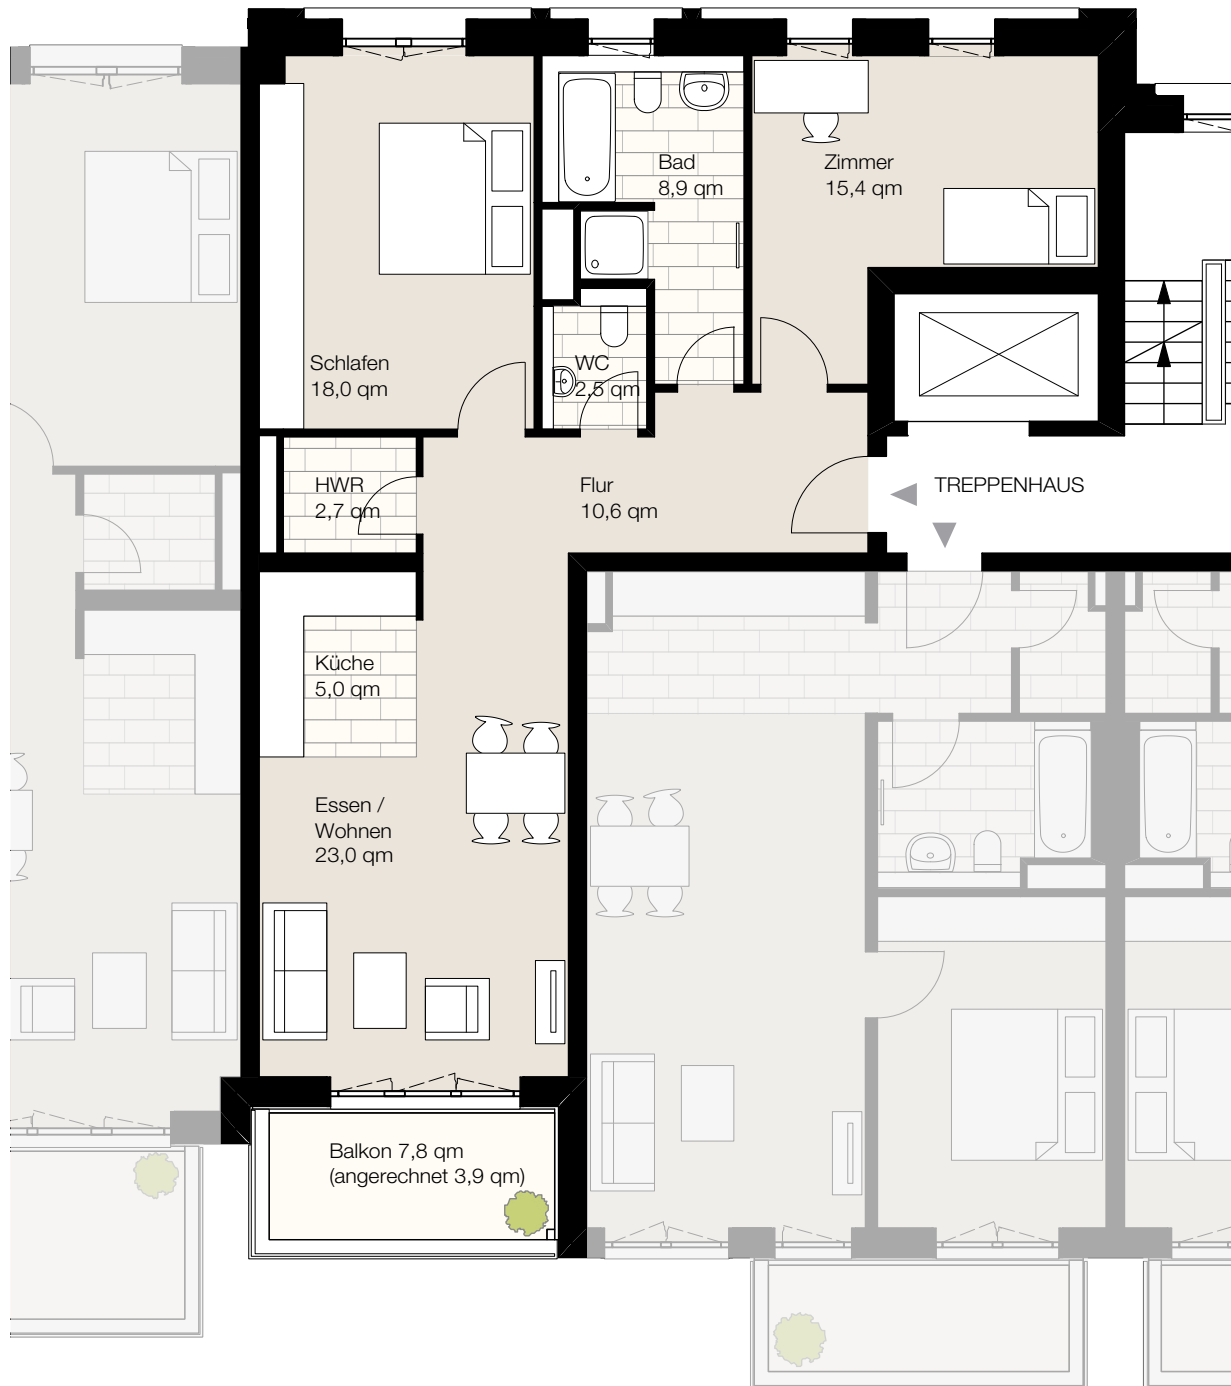 Bad
8,9 qm
Zimmer
15,4 qm
Schlafen
18,0 qm
WC
2,5 qm
HWR
2,7 qm
Flur
10,6 qm
TREPPENHAUS
Küche
5,0 qm
Essen /
Wohnen
23,0 qm
Balkon 7,8 qm
(angerechnet 3,9 qm)